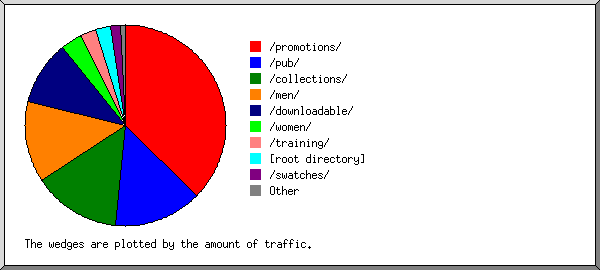 /promotions/
/pub/
/collections/
/men/
/downloadable/
/women/
/training/
[root directory]
/swatches/
Other
The wedges are plotted by the amount of traffic.